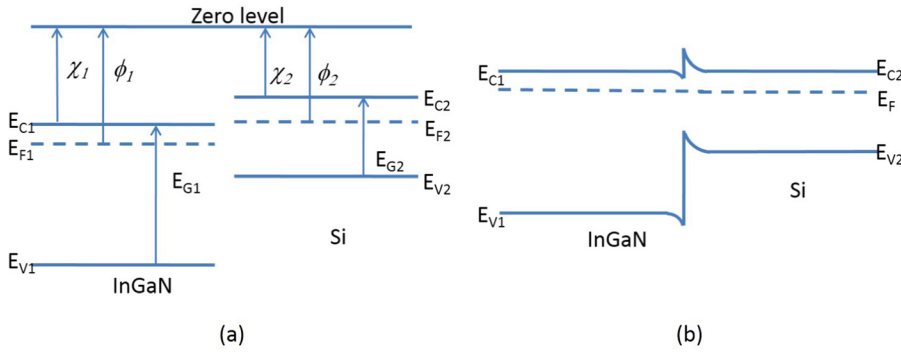 Zero level
χ1
ϕ1
χ2
ϕ2
EC1
EF1
EG1
EV1
InGaN
EC2
EF2
EG2
EV2
Si
(a)
EC1
EC2
EF
EV2
Si
EV1
InGaN
(b)